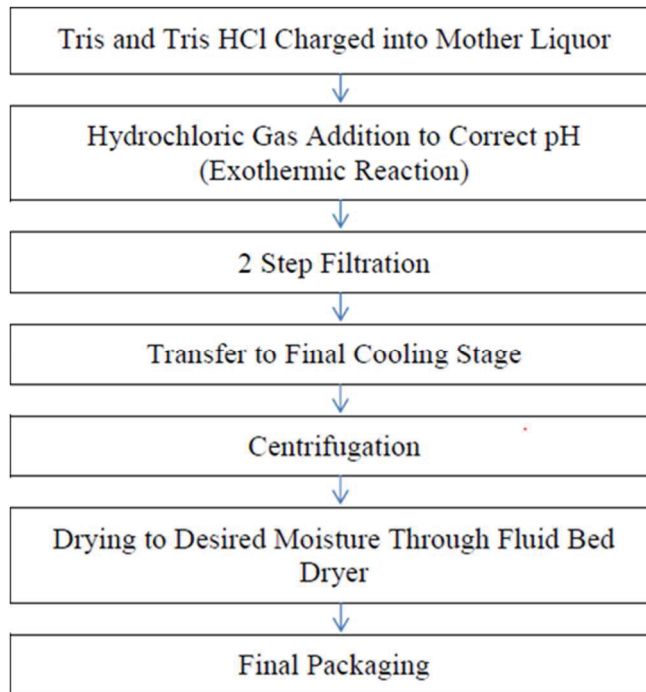 Tris and Tris HCl Charged into Mother Liquor
Hydrochloric Gas Addition to Correct pH
(Exothermic Reaction)
2 Step Filtration
Transfer to Final Cooling Stage
Centrifugation
Drying to Desired Moisture Through Fluid Bed
Dryer
Final Packaging